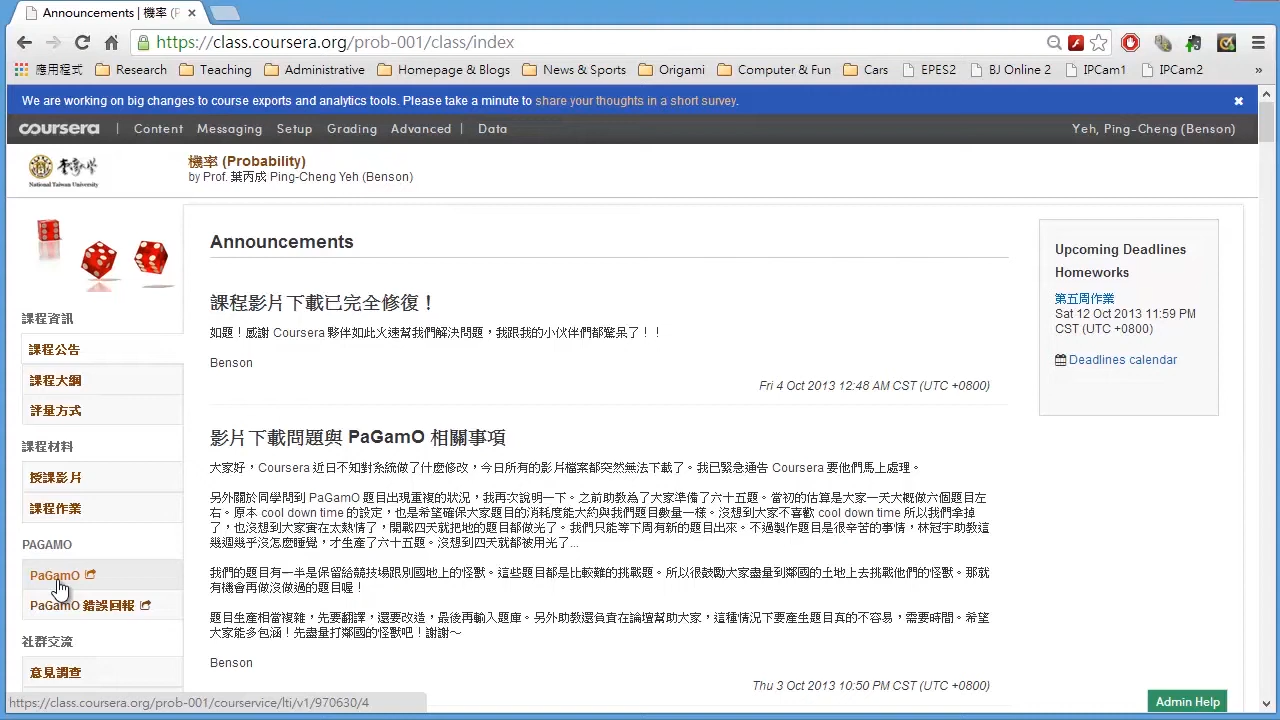 Announcements | 機率 (P
https://class.coursera.org/prob-001/class/index
應用程式 Research Teaching Administrative Homepage & Blogs News & Sports Origami Computer & Fun Cars EPES2 BJ Online 2 IPCam1 IPCam2 »
We are working on big changes to course exports and analytics tools. Please take a minute to share your thoughts in a short survey.
coursera | Content Messaging Setup Grading Advanced | Data Yeh, Ping-Cheng (Benson)
National Taiwan University
機率 (Probability)
by Prof. 葉丙成 Ping-Cheng Yeh (Benson)
課程資訊
課程公告
課程大綱
評量方式
課程材料
授課影片
課程作業
PAGAMO
PaGamO
PaGamO 錯誤回報
社群交流
意見調查
Announcements
課程影片下載已完全修復！
如題！感謝 Coursera 夥伴如此火速幫我們解決問題，我跟我的小伙伴們都驚呆了！！
Benson
Fri 4 Oct 2013 12:48 AM CST (UTC +0800)
影片下載問題與 PaGamO 相關事項
大家好，Coursera 近日不知對系統做了什麼修改，今日所有的影片檔案都突然無法下載了。我已緊急通告 Coursera 要他們馬上處理。
另外關於同學問到 PaGamO 題目出現重複的狀況，我再次說明一下。之前助教為了大家準備了六十五題。當初的估算是大家一天大概做六個題目左
右。原本 cool down time 的設定，也是希望確保大家題目的消耗度能大約與我們題目數量一樣。沒想到大家不喜歡 cool down time 所以我們拿掉
了，也沒想到大家實在太熱情了，開戰四天就把地的題目都做光了。我們只能等下周有新的題目出來。不過製作題目是很辛苦的事情，林冠宇助教這
幾週幾乎沒怎麼睡覺，才生產了六十五題。沒想到四天就都被用光了...
我們的題目有一半是保留給競技場跟別國地上的怪獸。這些題目都是比較難的挑戰題。所以很鼓勵大家盡量到鄰國的土地上去挑戰他們的怪獸。那就
有機會再做沒做過的題目喔！
題目生產相當複雜，先要翻譯，還要改造，最後再輸入題庫。另外助教還負責在論壇幫助大家，這種情況下要產生題目真的不容易，需要時間。希望
大家能多包涵！先盡量打鄰國的怪獸吧！謝謝～
Benson
Thu 3 Oct 2013 10:50 PM CST (UTC +0800)
Upcoming Deadlines
Homeworks
第五周作業
Sat 12 Oct 2013 11:59 PM
CST (UTC +0800)
Deadlines calendar
https://class.coursera.org/prob-001/courservice/lti/v1/970630/4
Admin Help